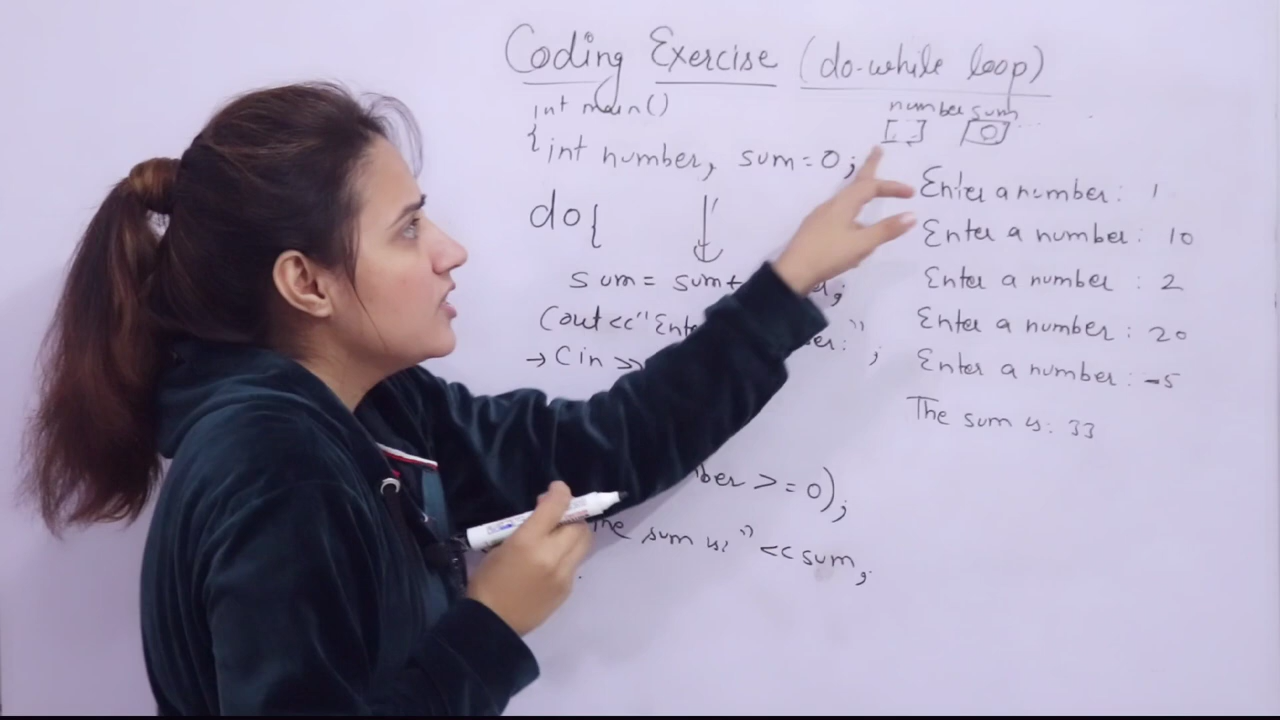 Coding Exercise (do-while loop)
int main()
{ int number, sum=0;
do{
sum = sum+
Cout<<"Ente
→ Cin >>
ber >= 0);
The sum is:" << sum,
number sum
0
Enter a number: 1
Enter a number: 10
Enter a number: 2
Enter a number: 20
Enter a number: -5
The sum is: 33